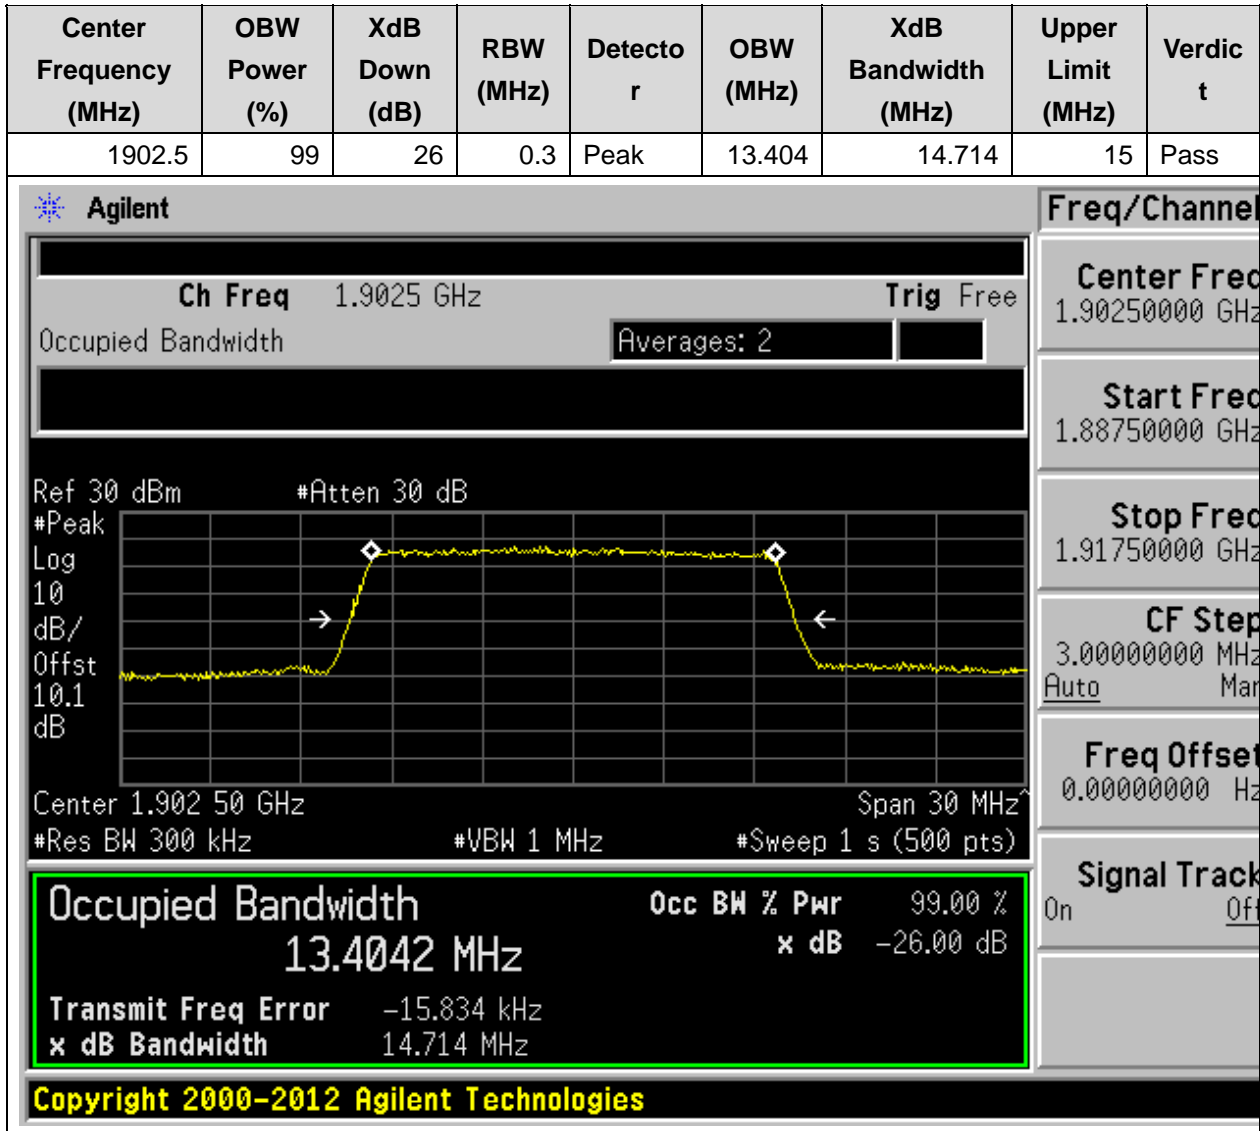 Center Frequency (MHz) OBW Power (%) XdB Down (dB) RBW (MHz) Detector OBW (MHz) XdB Bandwidth (MHz) Upper Limit (MHz) Verdict
1902.5 99 26 0.3 Peak 13.404 14.714 15 Pass
Agilent
Freq/Channel
Ch Freq 1.9025 GHz Trig Free
Occupied Bandwidth Averages: 2
Center Freq
1.90250000 GHz
Start Freq
1.88750000 GHz
Stop Freq
1.91750000 GHz
CF Step
3.00000000 MHz
Auto Man
Freq Offset
0.00000000 Hz
Signal Track
On Off
Ref 30 dBm #Atten 30 dB
#Peak
Log
10
dB/
Offst
10.1
dB
Center 1.902 50 GHz Span 30 MHz^
#Res BW 300 kHz #VBW 1 MHz #Sweep 1 s (500 pts)
Occupied Bandwidth Occ BW % Pwr 99.00 %
13.4042 MHz x dB -26.00 dB
Transmit Freq Error -15.834 kHz
x dB Bandwidth 14.714 MHz
Copyright 2000-2012 Agilent Technologies